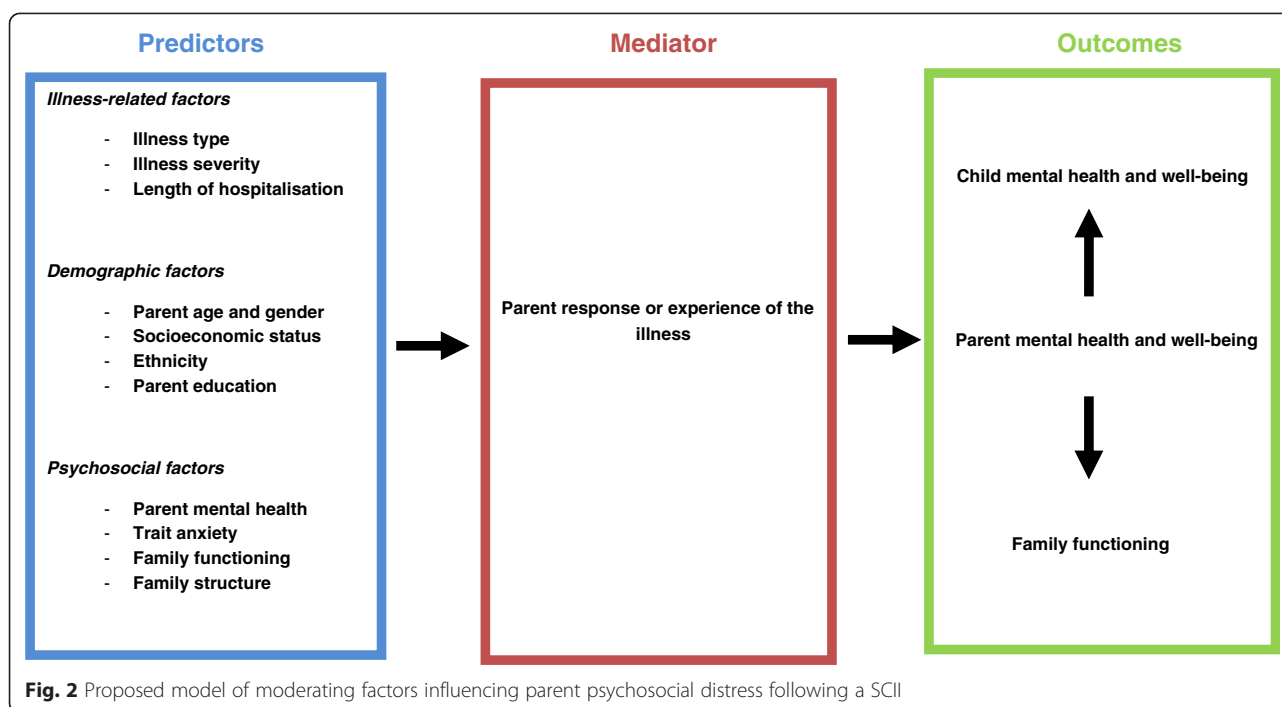 Predictors
Illness-related factors
- Illness type
- Illness severity
- Length of hospitalisation
Demographic factors
- Parent age and gender
- Socioeconomic status
- Ethnicity
- Parent education
Psychosocial factors
- Parent mental health
- Trait anxiety
- Family functioning
- Family structure
Mediator
Parent response or experience of the
illness
Outcomes
Child mental health and well-being
Parent mental health and well-being
Family functioning
Fig. 2 Proposed model of moderating factors influencing parent psychosocial distress following a SCII